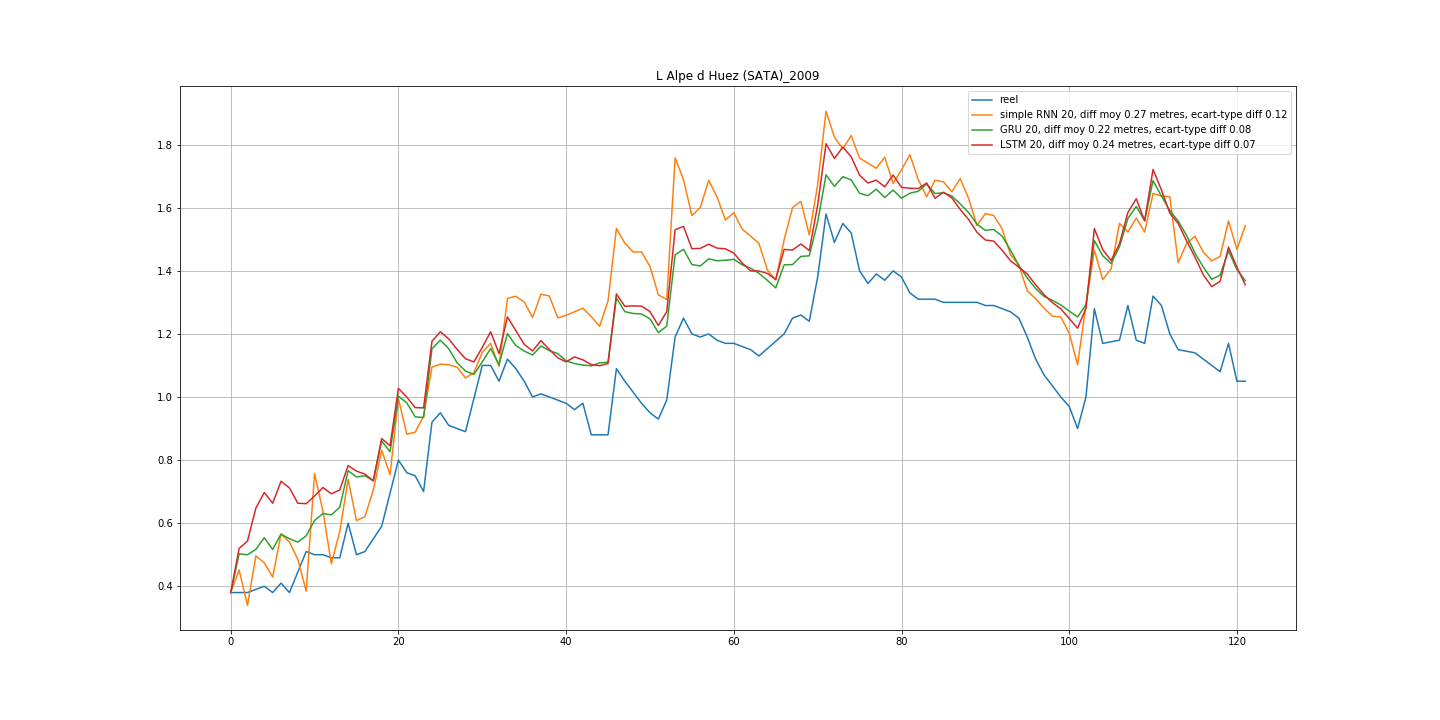 L Alpe d Huez (SATA)_2009
reel
simple RNN 20, diff moy 0.27 metres, ecart-type diff 0.12
GRU 20, diff moy 0.22 metres, ecart-type diff 0.08
LSTM 20, diff moy 0.24 metres, ecart-type diff 0.07
1.8
1.6
1.4
1.2
1.0
0.8
0.6
0.4
0 20 40 60 80 100 120